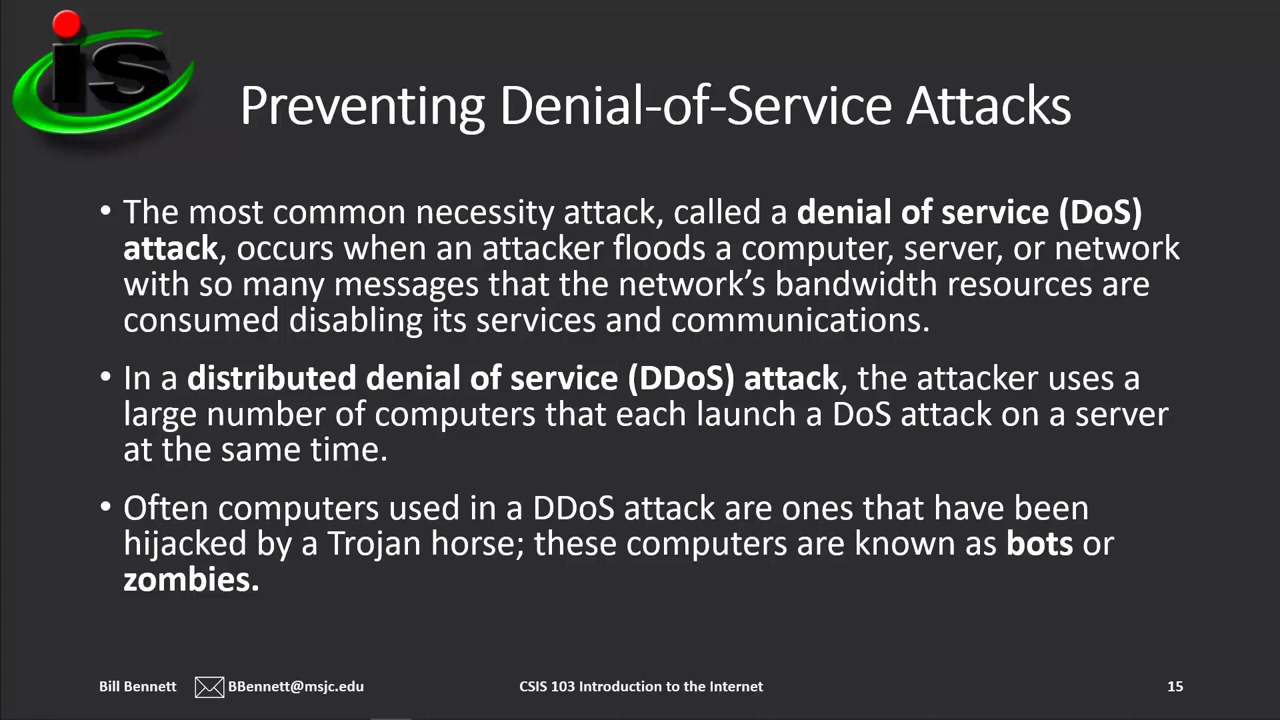 is
Preventing Denial-of-Service Attacks
• The most common necessity attack, called a denial of service (DoS)
attack, occurs when an attacker floods a computer, server, or network
with so many messages that the network’s bandwidth resources are
consumed disabling its services and communications.
• In a distributed denial of service (DDoS) attack, the attacker uses a
large number of computers that each launch a DoS attack on a server
at the same time.
• Often computers used in a DDoS attack are ones that have been
hijacked by a Trojan horse; these computers are known as bots or
zombies.
Bill Bennett BBennett@msjc.edu CSIS 103 Introduction to the Internet 15